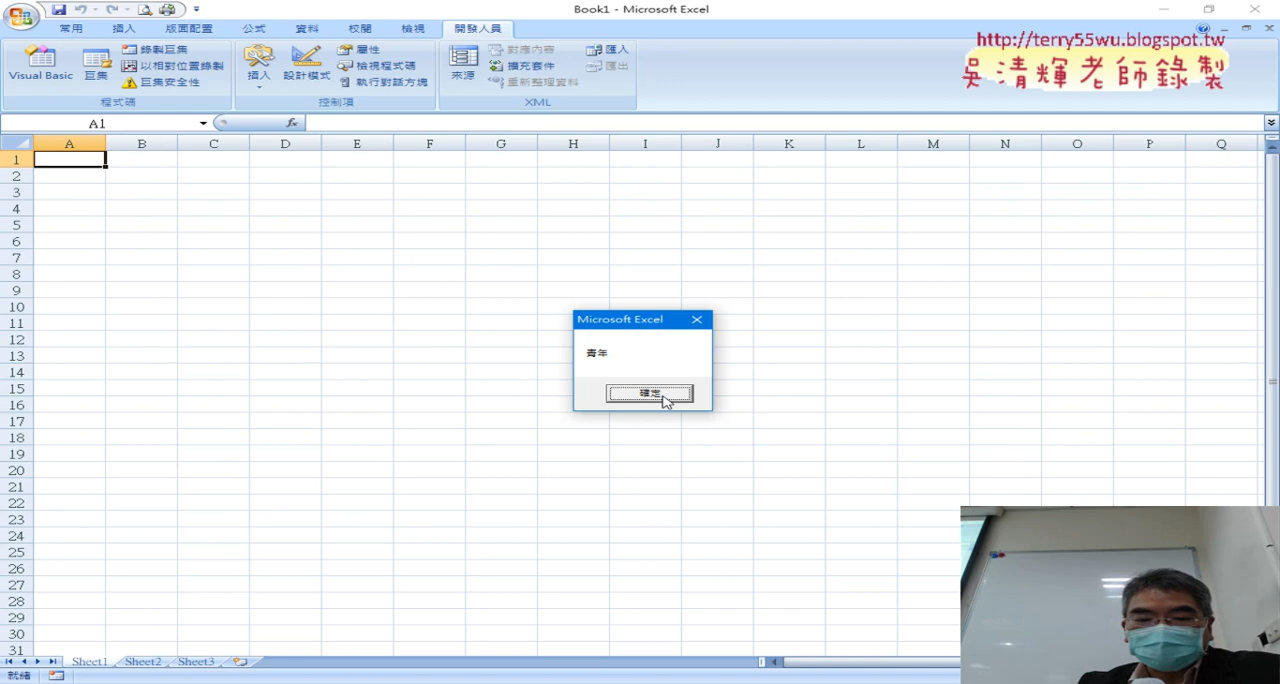 Book1 - Microsoft Excel
常用 插入 版面配置 公式 資料 校閱 檢視 開發人員
http://terry55wu.blogspot.tw
吳清輝老師錄製
Visual Basic
巨集
錄製巨集
以相對位置錄製
巨集安全性
程式碼
插入
設計模式
屬性
檢視程式碼
執行對話方塊
控制項
來源
對應內容
擴充套件
重新整理資料
匯入
匯出
XML
A1
fx
A B C D E F G H I J K L M N O P Q
1
2
3
4
5
6
7
8
9
10
11
12
13
14
15
16
17
18
19
20
21
22
23
24
25
26
27
28
29
30
31
Microsoft Excel
青年
確定
Sheet1 Sheet2 Sheet3
就緒